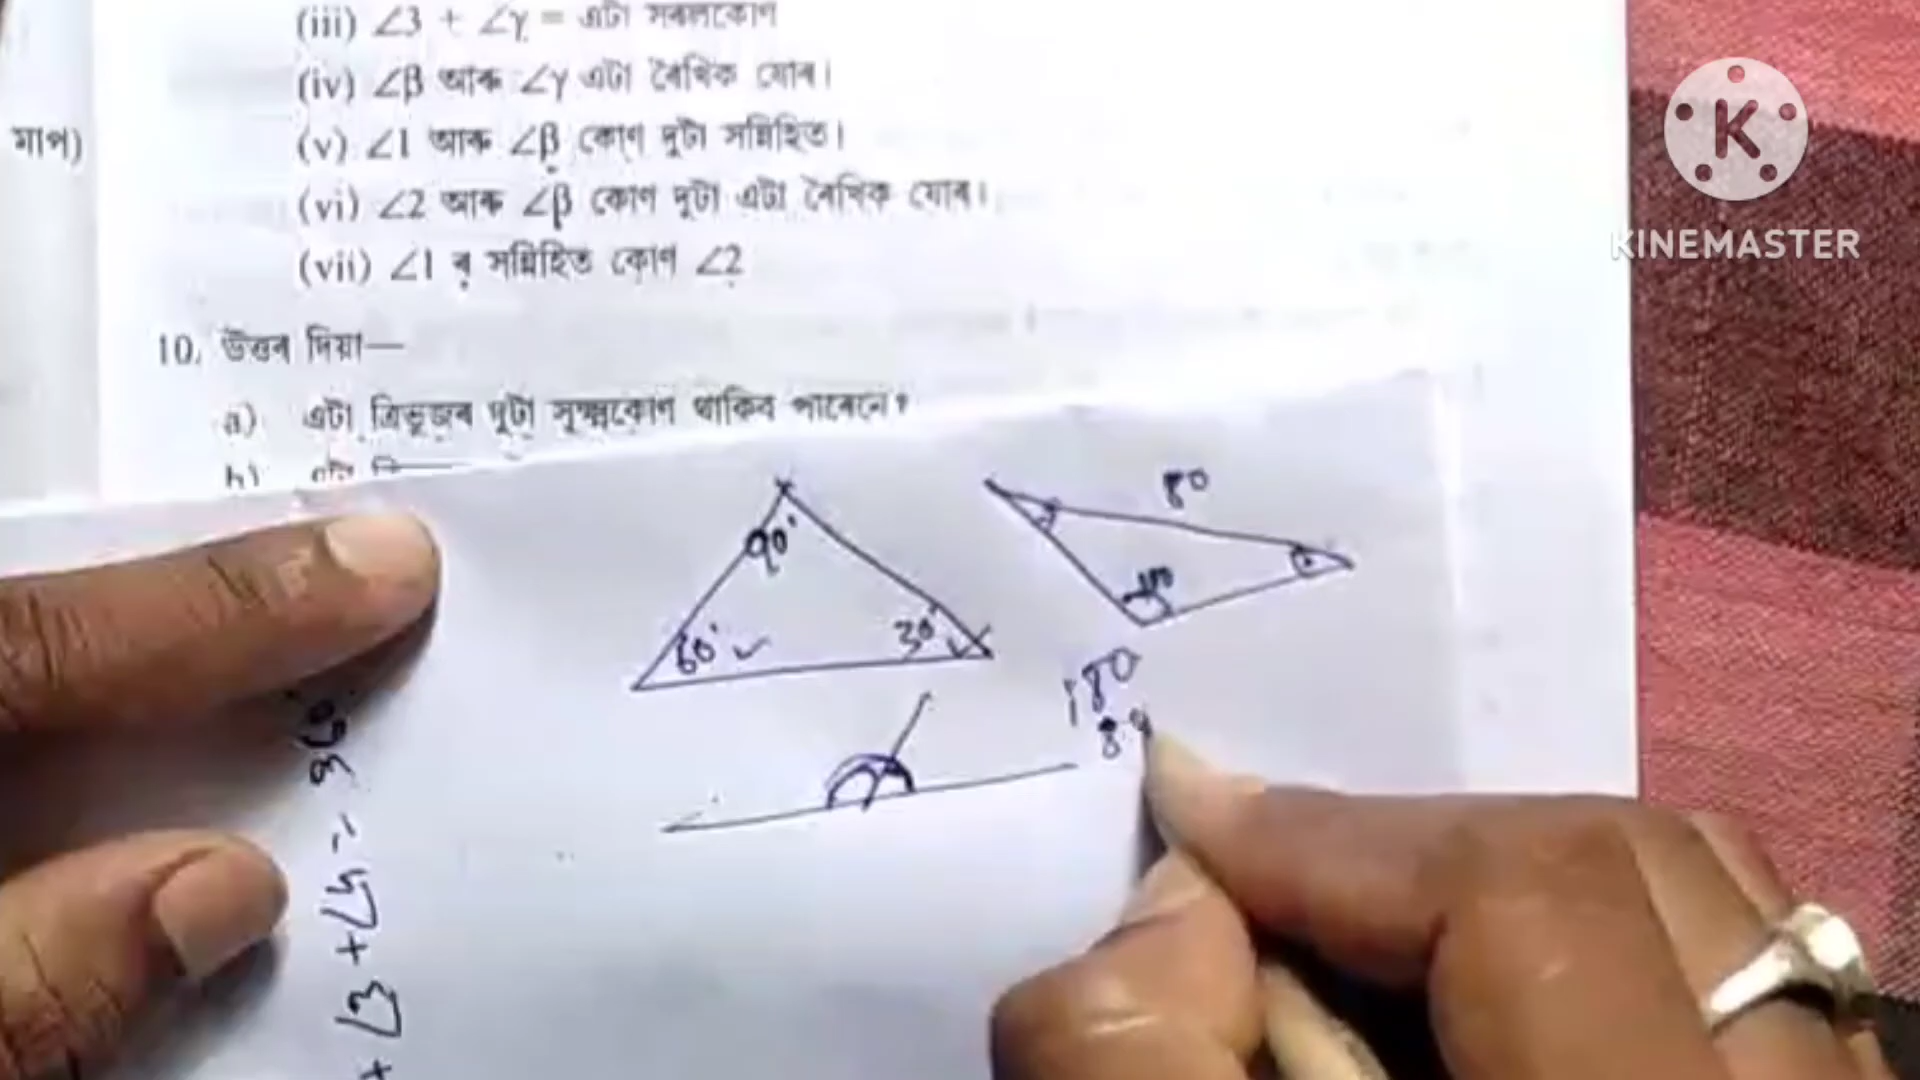 (iii) ∠3 + ∠γ = এটা সৰলকোণ
(iv) ∠β আৰু ∠γ এটা ৰৈখিক যোৰ।
মাপ)
(v) ∠1 আৰু ∠β কোণ দুটা সন্নিহিত।
(vi) ∠2 আৰু ∠β কোণ দুটা এটা ৰৈখিক যোৰ।
(vii) ∠1 ৰ সন্নিহিত কোণ ∠2
10. উত্তৰ দিয়া—
a) এটা ত্ৰিভূজৰ দুটা সূক্ষ্মকোণ থাকিব পাৰেনে?
b)
90°
60°
30°
80
180
K
KINEMASTER